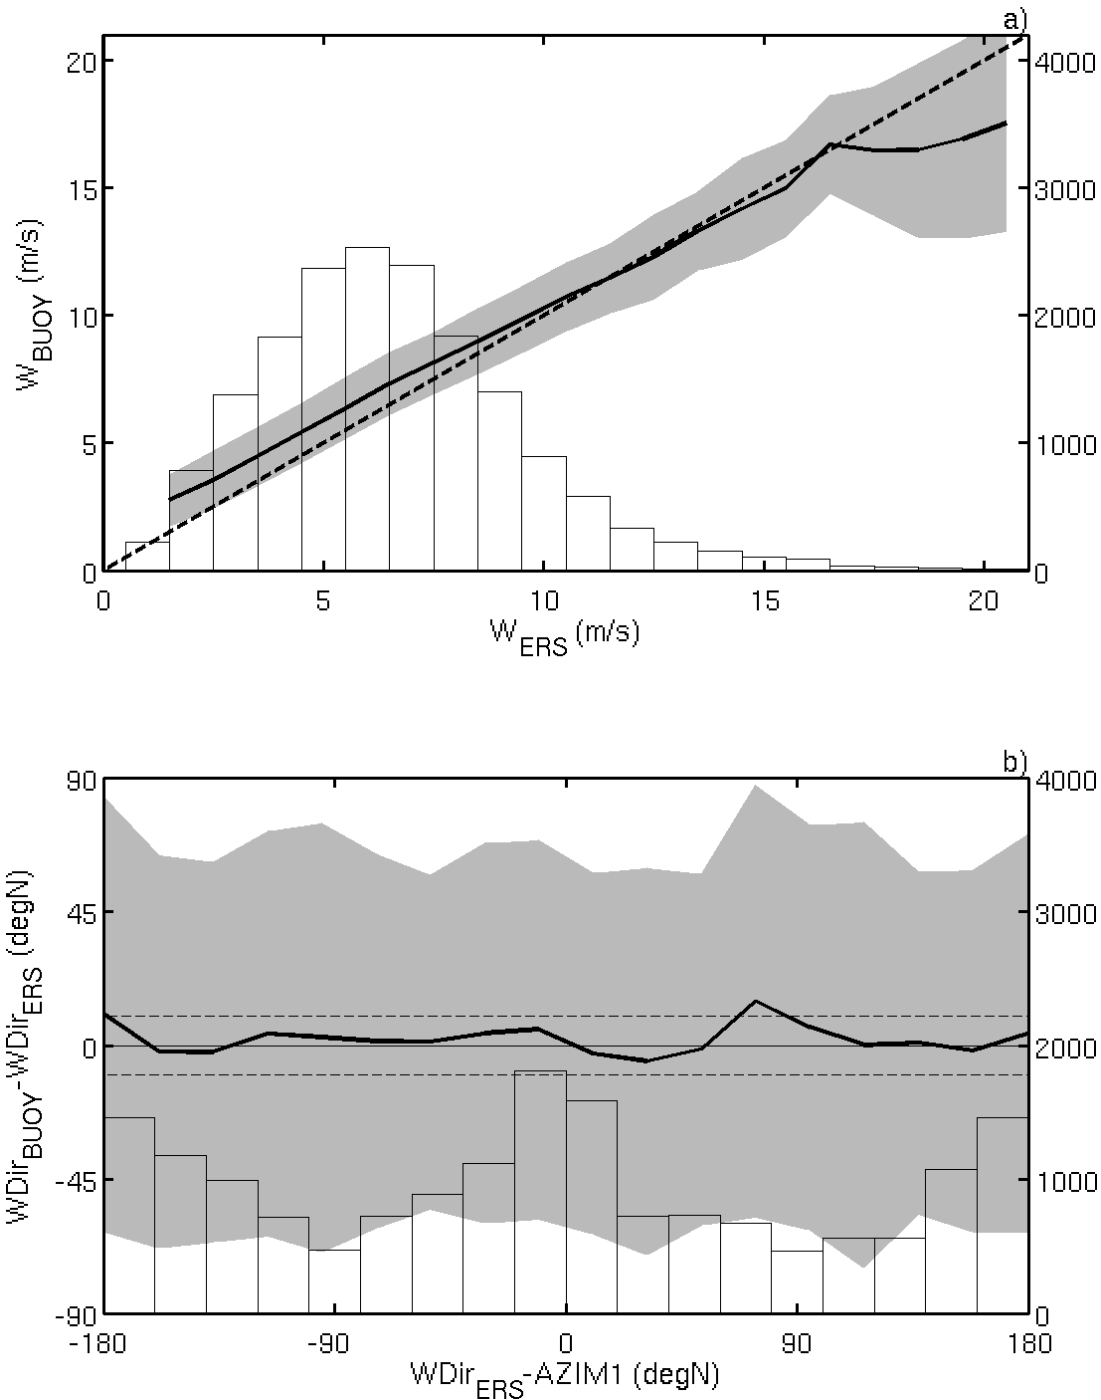 a)
20
15
10
5
0
4000
3000
2000
1000
0
0 5 10 15 20
W_BUOY (m/s)
W_ERS (m/s)
b)
90
45
0
-45
-90
4000
3000
2000
1000
0
-180 -90 0 90 180
WDir_BUOY-WDir_ERS (degN)
WDir_ERS-AZIM1 (degN)